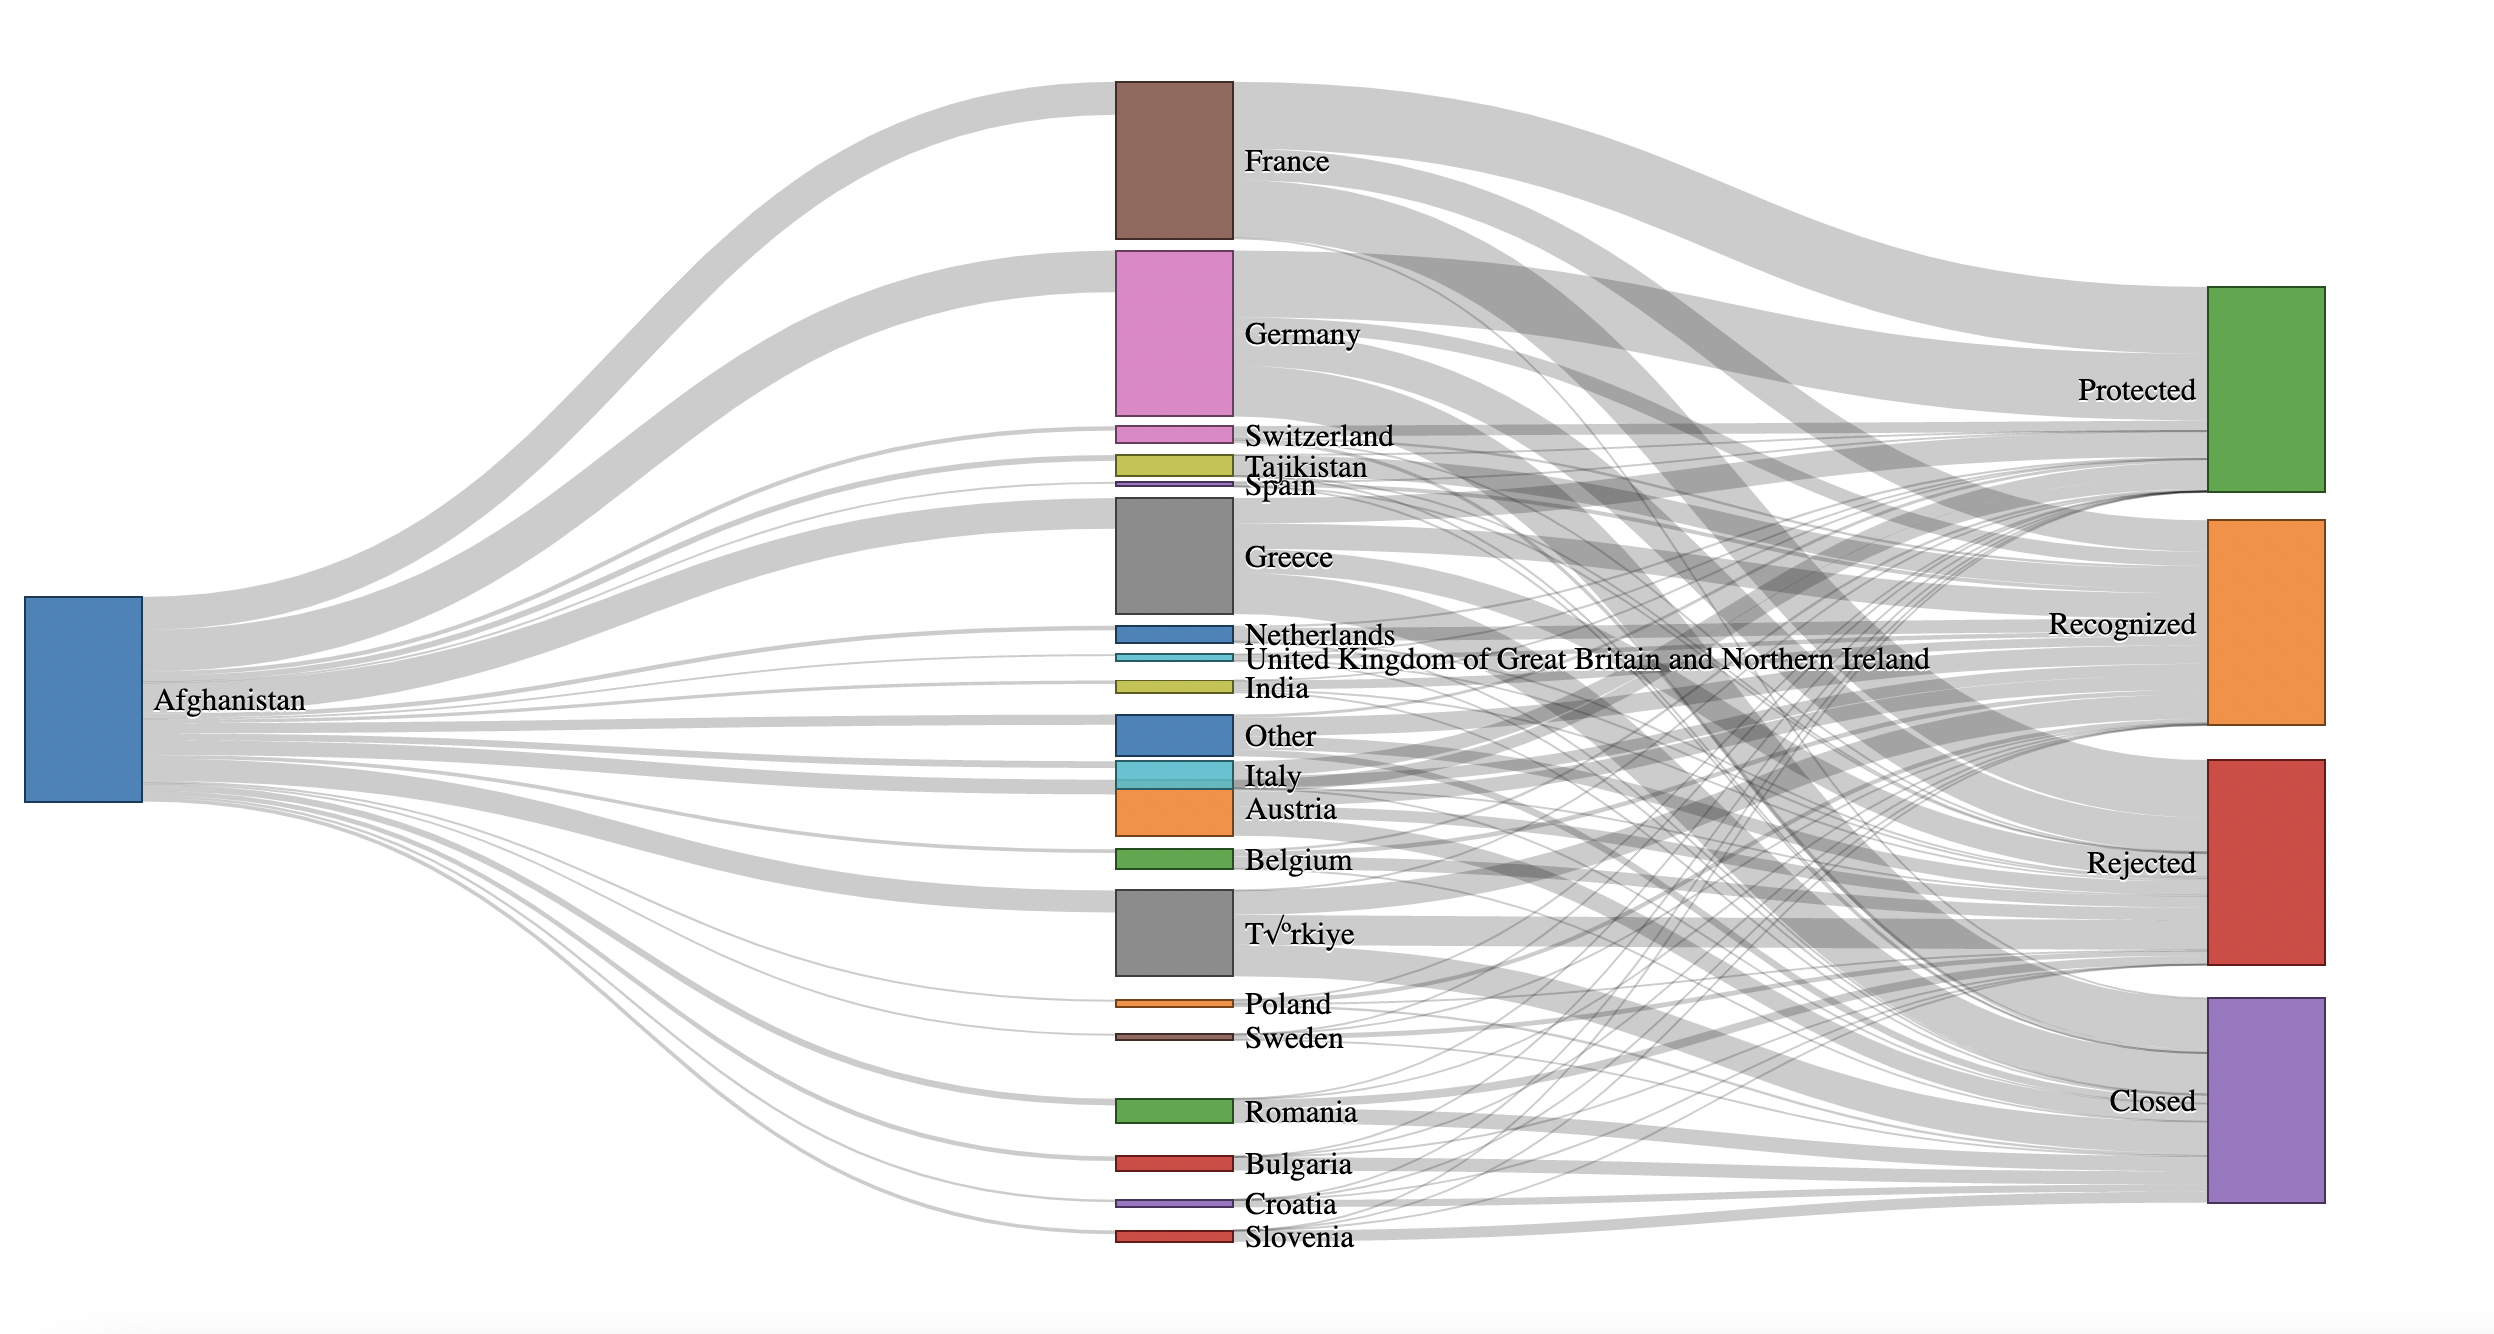 France
Germany
Protected
Switzerland
Tajikistan
Spain
Greece
Recognized
Netherlands
United Kingdom of Great Britain and Northern Ireland
India
Afghanistan
Other
Italy
Austria
Belgium
Rejected
T√ºrkiye
Poland
Sweden
Closed
Romania
Bulgaria
Croatia
Slovenia